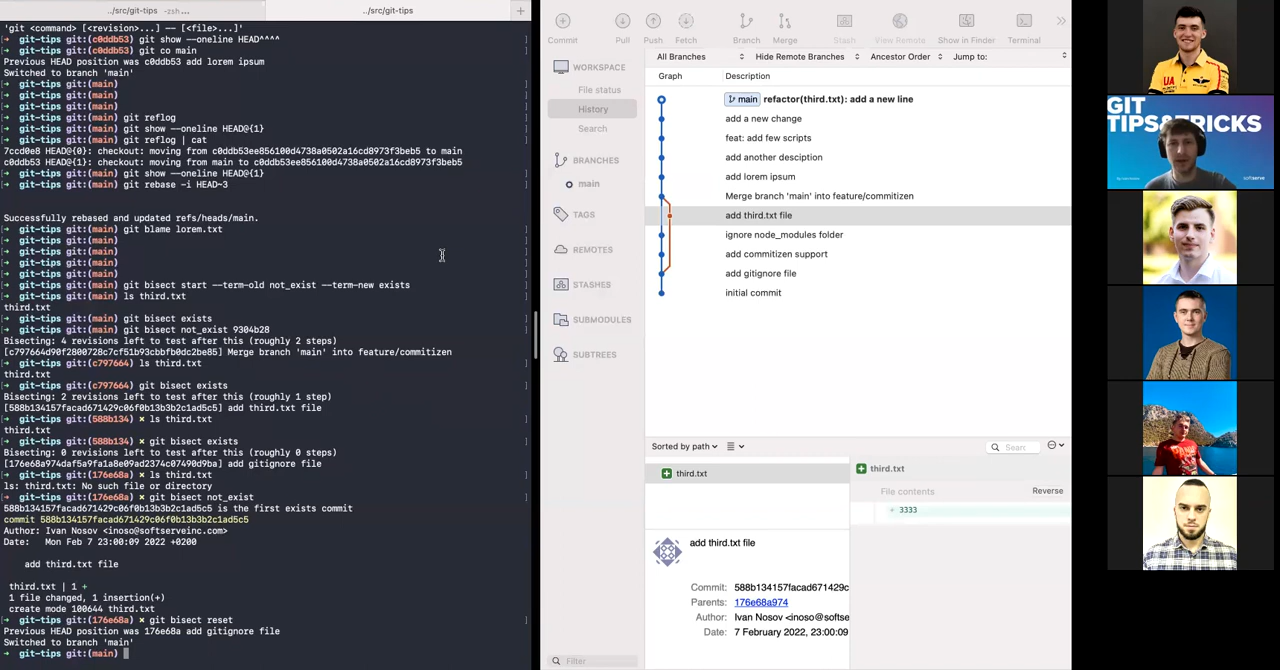 ../src/git-tips -zsh ...
../src/git-tips
+
'git <command> [<revision>...] -- [<file>...]'
➜ git-tips git:(c0ddb53) git show --oneline HEAD^^^^
➜ git-tips git:(c0ddb53) git co main
Previous HEAD position was c0ddb53 add lorem ipsum
Switched to branch 'main'
➜ git-tips git:(main)
➜ git-tips git:(main)
➜ git-tips git:(main)
➜ git-tips git:(main) git reflog
➜ git-tips git:(main) git show --oneline HEAD@{1}
➜ git-tips git:(main) git reflog | cat
7ccd0e8 HEAD@{0}: checkout: moving from c0ddb53ee856100d4738a0502a16cd8973f3beb5 to main
c0ddb53 HEAD@{1}: checkout: moving from main to c0ddb53ee856100d4738a0502a16cd8973f3beb5
➜ git-tips git:(main) git show --oneline HEAD@{1}
➜ git-tips git:(main) git rebase -i HEAD~3
Successfully rebased and updated refs/heads/main.
➜ git-tips git:(main) git blame lorem.txt
➜ git-tips git:(main)
➜ git-tips git:(main)
➜ git-tips git:(main)
➜ git-tips git:(main)
➜ git-tips git:(main) git bisect start --term-old not_exist --term-new exists
➜ git-tips git:(main) ls third.txt
third.txt
➜ git-tips git:(main) git bisect exists
➜ git-tips git:(main) git bisect not_exist 9304b28
Bisecting: 4 revisions left to test after this (roughly 2 steps)
[c797664d90f2800728c7cf51b93cbbfb0dc2be85] Merge branch 'main' into feature/commitizen
➜ git-tips git:(c797664) ls third.txt
third.txt
➜ git-tips git:(c797664) git bisect exists
Bisecting: 2 revisions left to test after this (roughly 1 step)
[588b134157facad671429c06f0b13b3b2c1ad5c5] add third.txt file
➜ git-tips git:(588b134) × ls third.txt
third.txt
➜ git-tips git:(588b134) × git bisect exists
Bisecting: 0 revisions left to test after this (roughly 0 steps)
[176e68a974daf5a9fa1a8e09ad2374c07490d9ba] add gitignore file
➜ git-tips git:(176e68a) × ls third.txt
ls: third.txt: No such file or directory
➜ git-tips git:(176e68a) × git bisect not_exist
588b134157facad671429c06f0b13b3b2c1ad5c5 is the first exists commit
commit 588b134157facad671429c06f0b13b3b2c1ad5c5
Author: Ivan Nosov <inoso@softserveinc.com>
Date: Mon Feb 7 23:00:09 2022 +0200
add third.txt file
third.txt | 1 +
1 file changed, 1 insertion(+)
create mode 100644 third.txt
➜ git-tips git:(176e68a) × git bisect reset
Previous HEAD position was 176e68a add gitignore file
Switched to branch 'main'
➜ git-tips git:(main)
Commit Pull Push Fetch Branch Merge Stash View Remote Show in Finder Terminal
All Branches Hide Remote Branches Ancestor Order Jump to:
WORKSPACE
File status
History
Search
BRANCHES
main
TAGS
REMOTES
STASHES
SUBMODULES
SUBTREES
Filter
Graph Description
main refactor(third.txt): add a new line
add a new change
feat: add few scripts
add another desciption
add lorem ipsum
Merge branch 'main' into feature/commitizen
add third.txt file
ignore node_modules folder
add commitizen support
add gitignore file
initial commit
Sorted by path
Searc
third.txt
third.txt
File contents Reverse
+ 3333
add third.txt file
Commit: 588b134157facad671429c
Parents: 176e68a974
Author: Ivan Nosov <inoso@softse
Date: 7 February 2022, 23:00:09
UA
GIT
TIPS&TRICKS
softserve